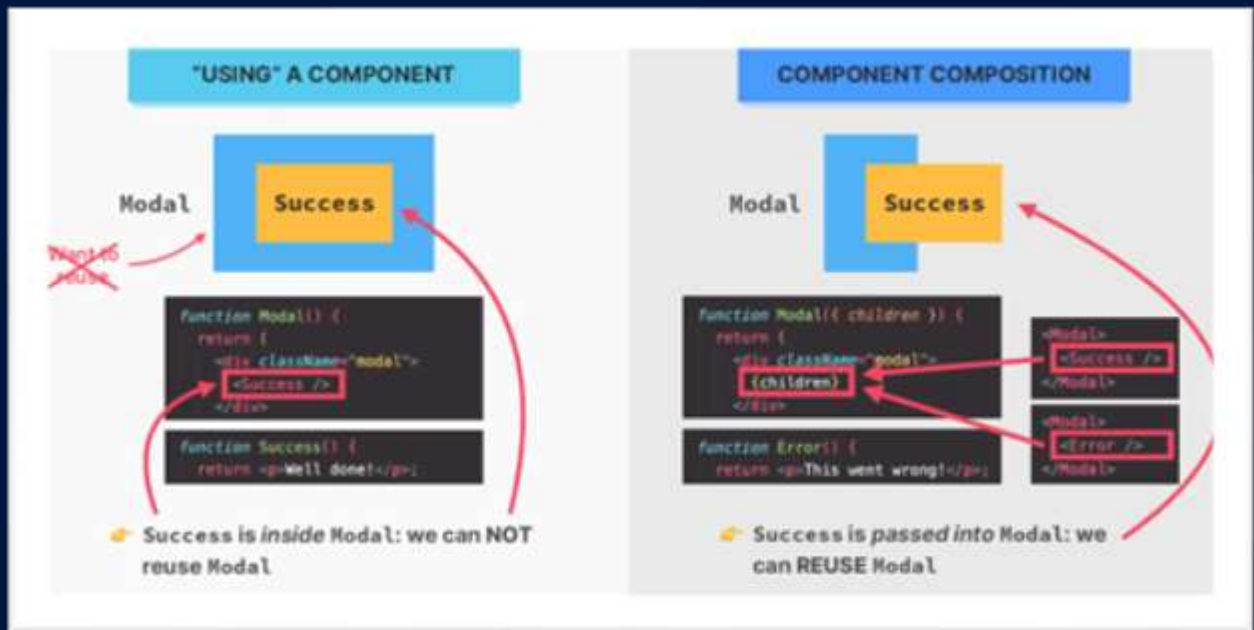 "USING" A COMPONENT
Modal
Success
Want to
reuse
function Modal() {
return (
<div className="modal">
<Success />
</div>
function Success() {
return <p>Well done!</p>;
👉 Success is inside Modal: we can NOT
reuse Modal
COMPONENT COMPOSITION
Modal
Success
function Modal({ children }) {
return (
<div className="modal">
{children}
</div>
function Error() {
return <p>This went wrong!</p>;
<Modal>
<Success />
</Modal>
<Modal>
<Error />
</Modal>
👉 Success is passed into Modal: we
can REUSE Modal